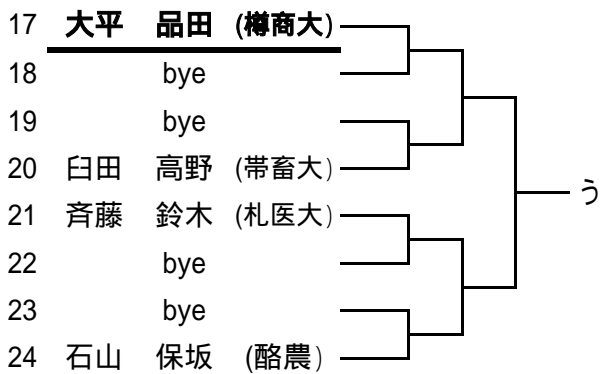 17 大平 品田 (樽商大)
18 bye
19 bye
20 臼田 高野 (帯畜大)
う
21 斉藤 鈴木 (札医大)
22 bye
23 bye
24 石山 保坂 (酪農)